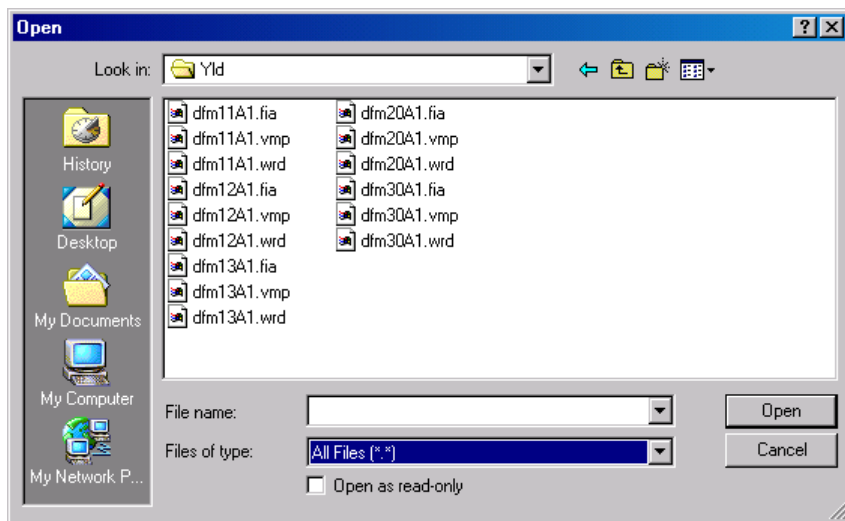 Open
Look in: Yld
History
Desktop
My Documents
My Computer
My Network P...
dfm11A1.fia
dfm11A1.vmp
dfm11A1.wrd
dfm12A1.fia
dfm12A1.vmp
dfm12A1.wrd
dfm13A1.fia
dfm13A1.vmp
dfm13A1.wrd
dfm20A1.fia
dfm20A1.vmp
dfm20A1.wrd
dfm30A1.fia
dfm30A1.vmp
dfm30A1.wrd
File name: Open
Files of type: All Files (*.*) Cancel
Open as read-only